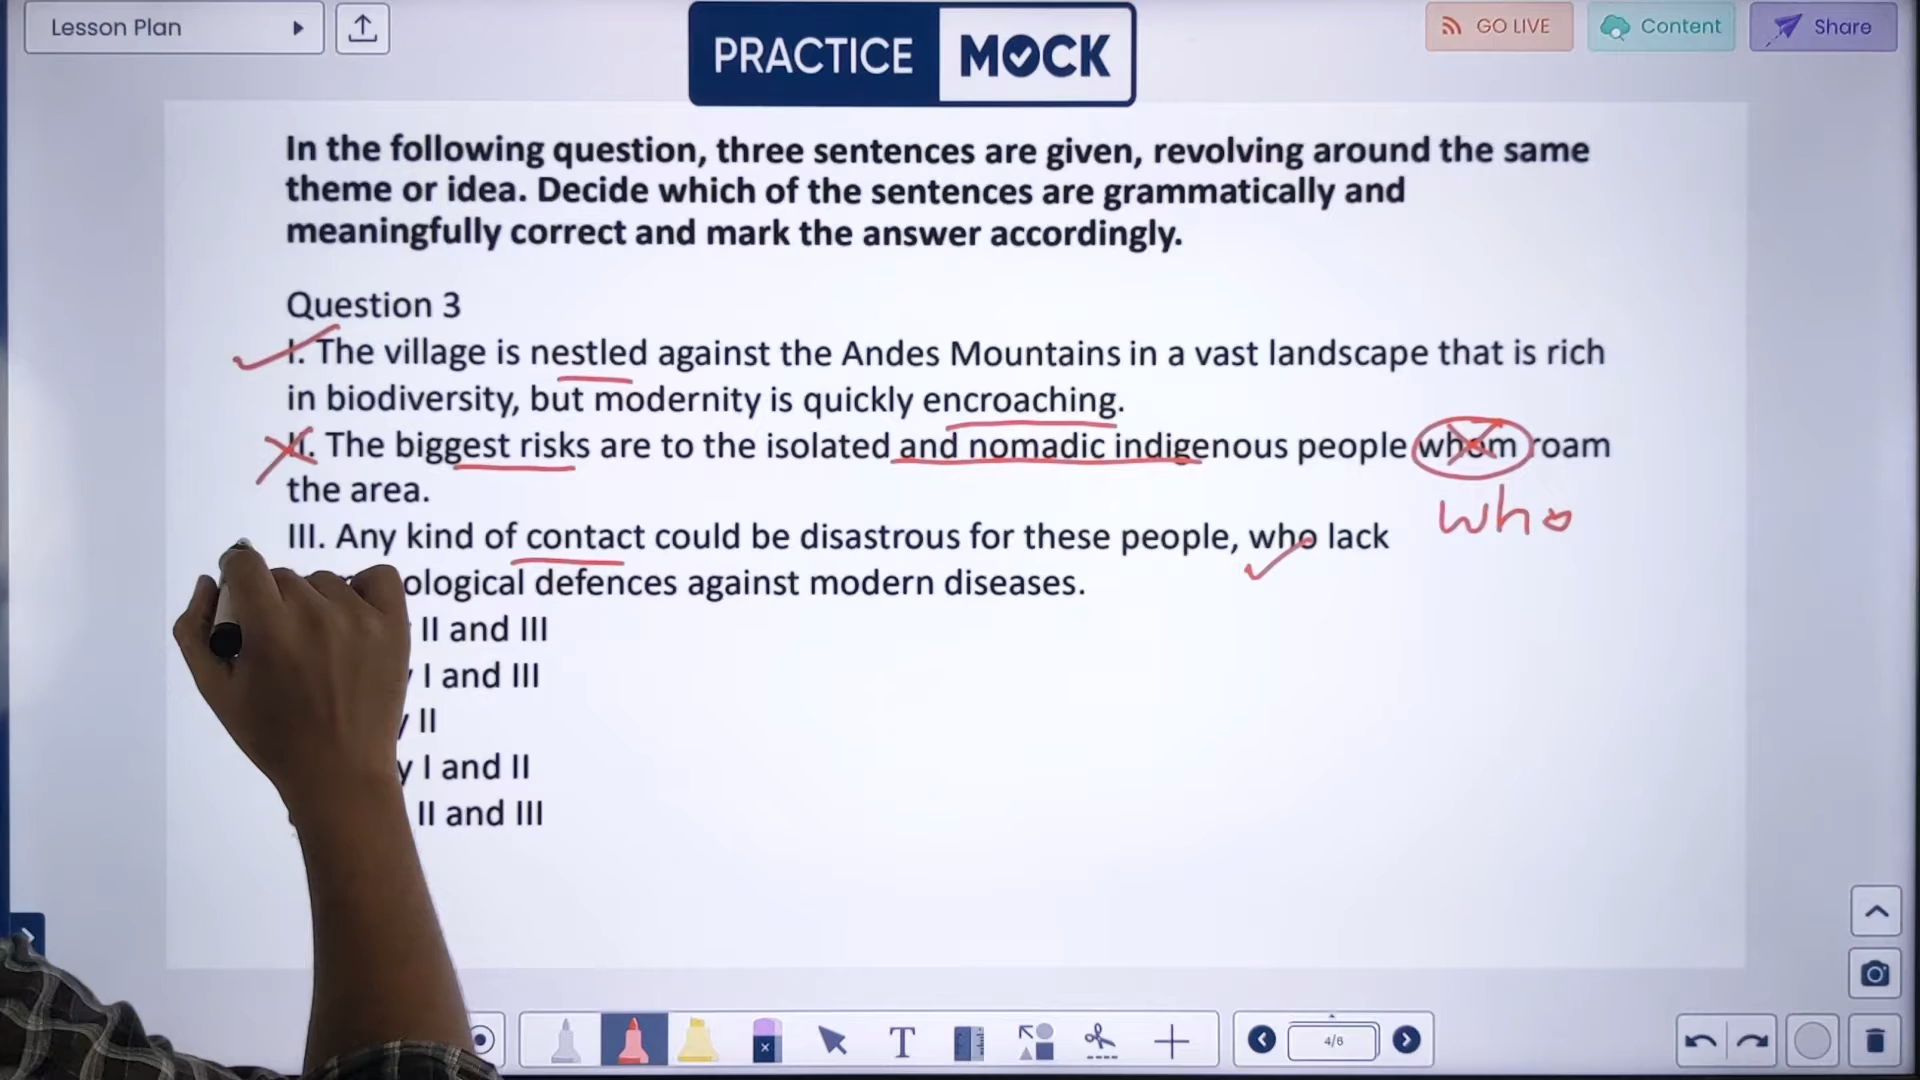 Lesson Plan
PRACTICE MOCK
GO LIVE
Content
Share
In the following question, three sentences are given, revolving around the same
theme or idea. Decide which of the sentences are grammatically and
meaningfully correct and mark the answer accordingly.
Question 3
I. The village is nestled against the Andes Mountains in a vast landscape that is rich
in biodiversity, but modernity is quickly encroaching.
II. The biggest risks are to the isolated and nomadic indigenous people whom roam
the area.
who
III. Any kind of contact could be disastrous for these people, who lack
ological defences against modern diseases.
II and III
I and III
II
y I and II
II and III
T
4/6